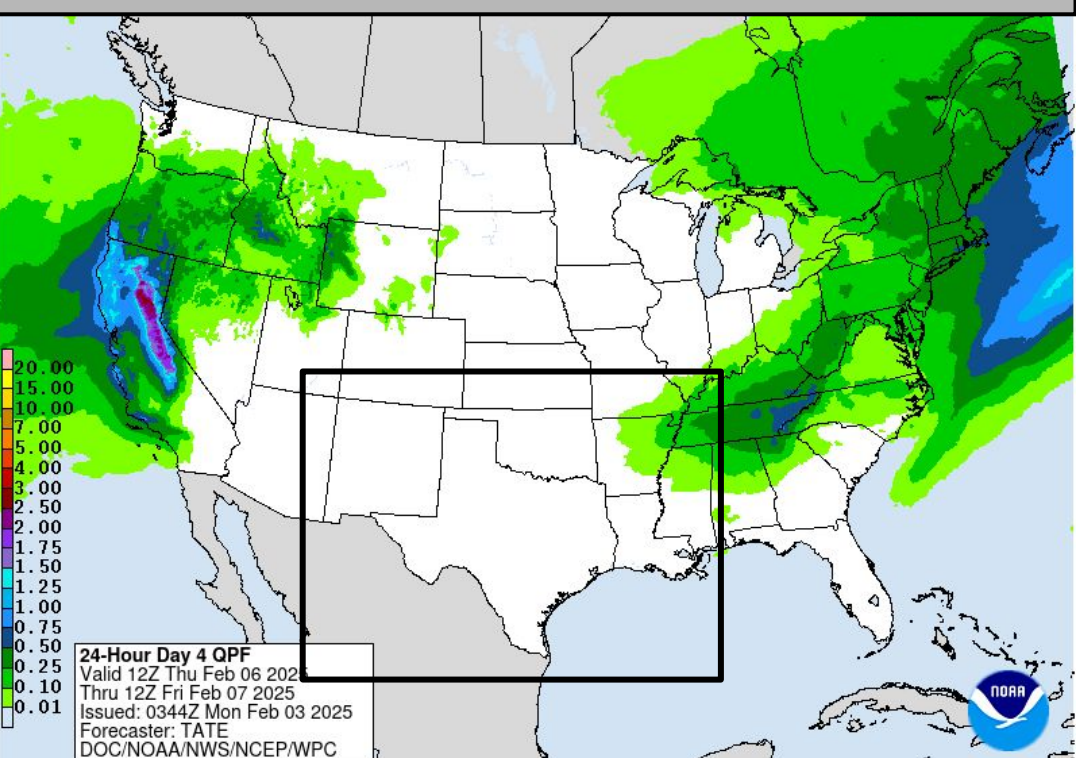 20.00
15.00
10.00
7.00
5.00
4.00
3.00
2.50
2.00
1.75
1.50
1.25
1.00
0.75
0.50
0.25
0.10
0.01
24-Hour Day 4 QPF
Valid 12Z Thu Feb 06 2025
Thru 12Z Fri Feb 07 2025
Issued: 0344Z Mon Feb 03 2025
Forecaster: TATE
DOC/NOAA/NWS/NCEP/WPC
NOAA